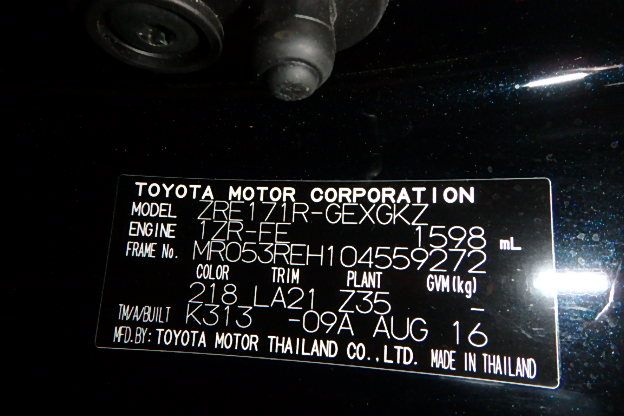 TOYOTA MOTOR CORPORATION
MODEL ZRE171R-GEXGKZ
ENGINE 1ZR-FE 1598 mL
FRAME No. MR053REH104559272
COLOR TRIM PLANT GVM(kg)
218 LA21 Z35 -
TM/A/BUILT K313 -09A AUG 16
MFD.BY: TOYOTA MOTOR THAILAND CO.,LTD. MADE IN THAILAND